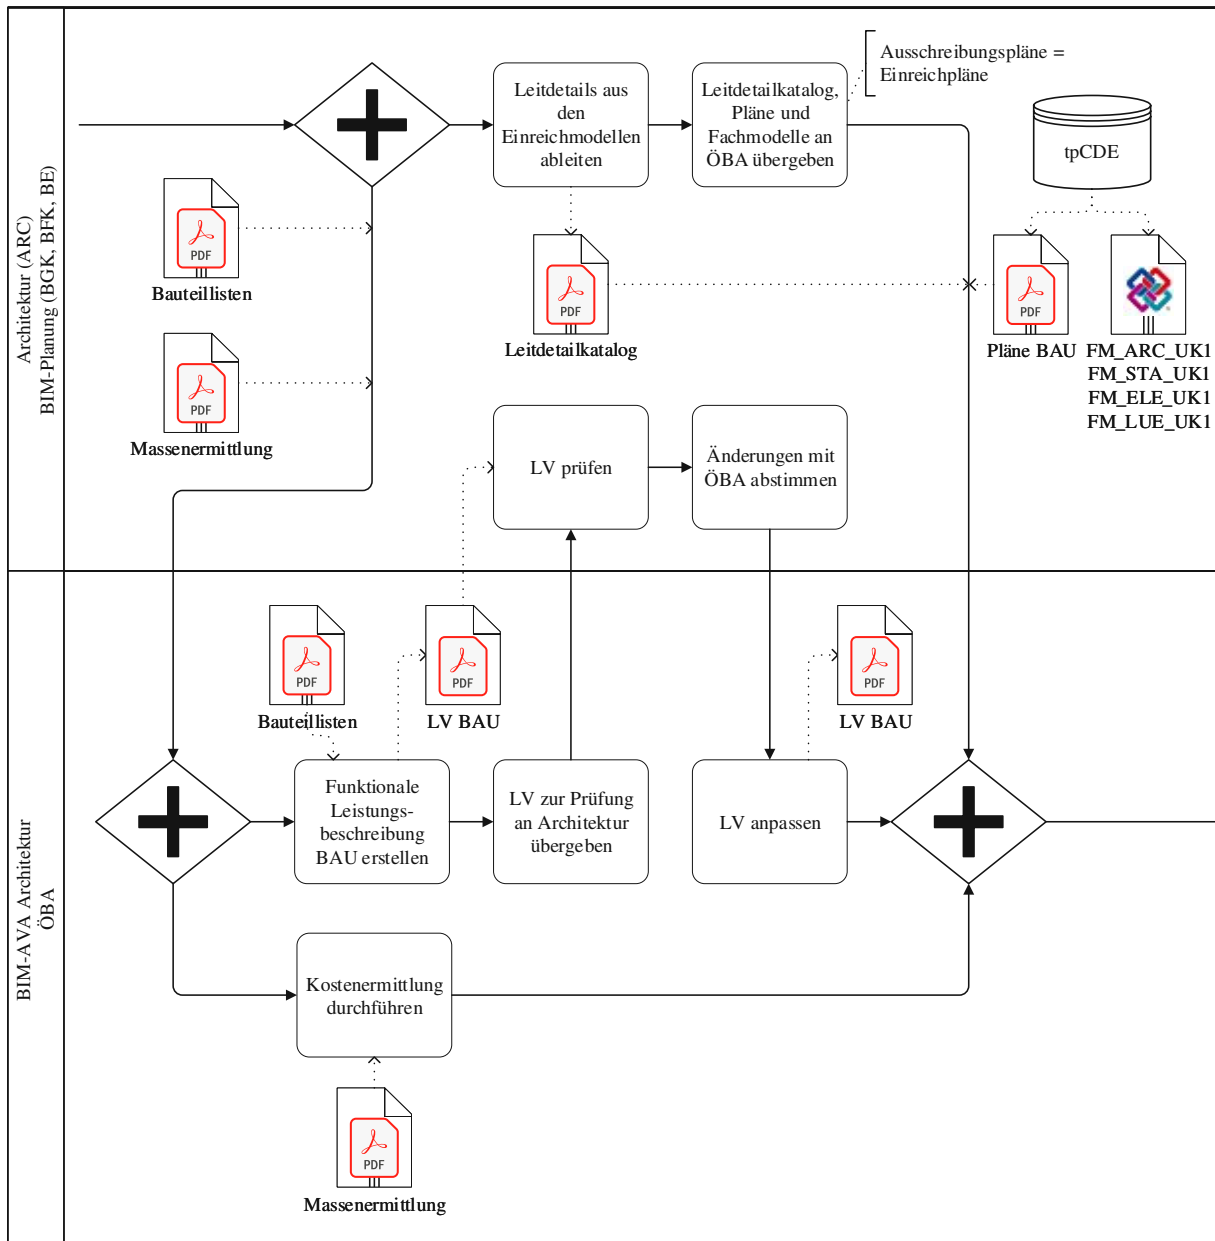 Architektur (ARC)
BIM-Planung (BGK, BFK, BE)
Leitdetails aus
den
Einreichmodellen
ableiten
Leitdetailkatalog,
Pläne und
Fachmodelle an
ÖBA übergeben
Ausschreibungspläne =
Einreichpläne
tpCDE
PDF
Bauteillisten
PDF
Leitdetailkatalog
PDF
Pläne BAU
FM_ARC_UK1
FM_STA_UK1
FM_ELE_UK1
FM_LUE_UK1
PDF
Massenermittlung
LV prüfen
Änderungen mit
ÖBA abstimmen
BIM-AVA Architektur
ÖBA
PDF
Bauteillisten
PDF
LV BAU
PDF
LV BAU
Funktionale
Leistungs-
beschreibung
BAU erstellen
LV zur Prüfung
an Architektur
übergeben
LV anpassen
Kostenermittlung
durchführen
PDF
Massenermittlung